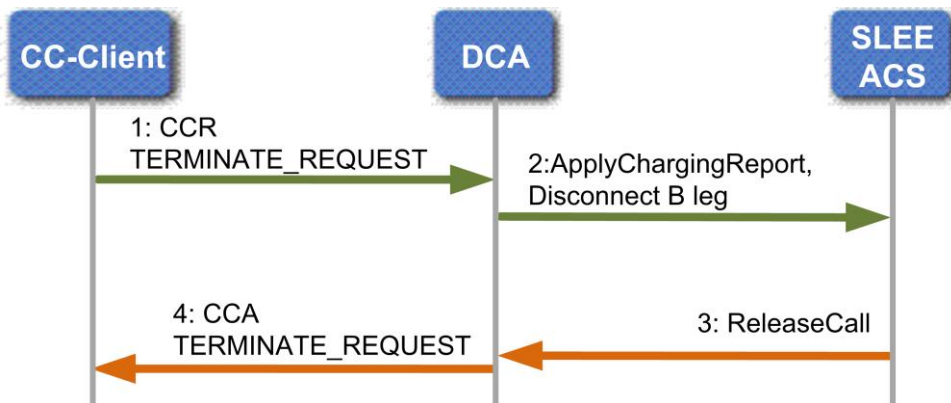 CC-Client
DCA
SLEE
ACS
1: CCR
TERMINATE_REQUEST
2:ApplyChargingReport,
Disconnect B leg
4: CCA
TERMINATE_REQUEST
3: ReleaseCall